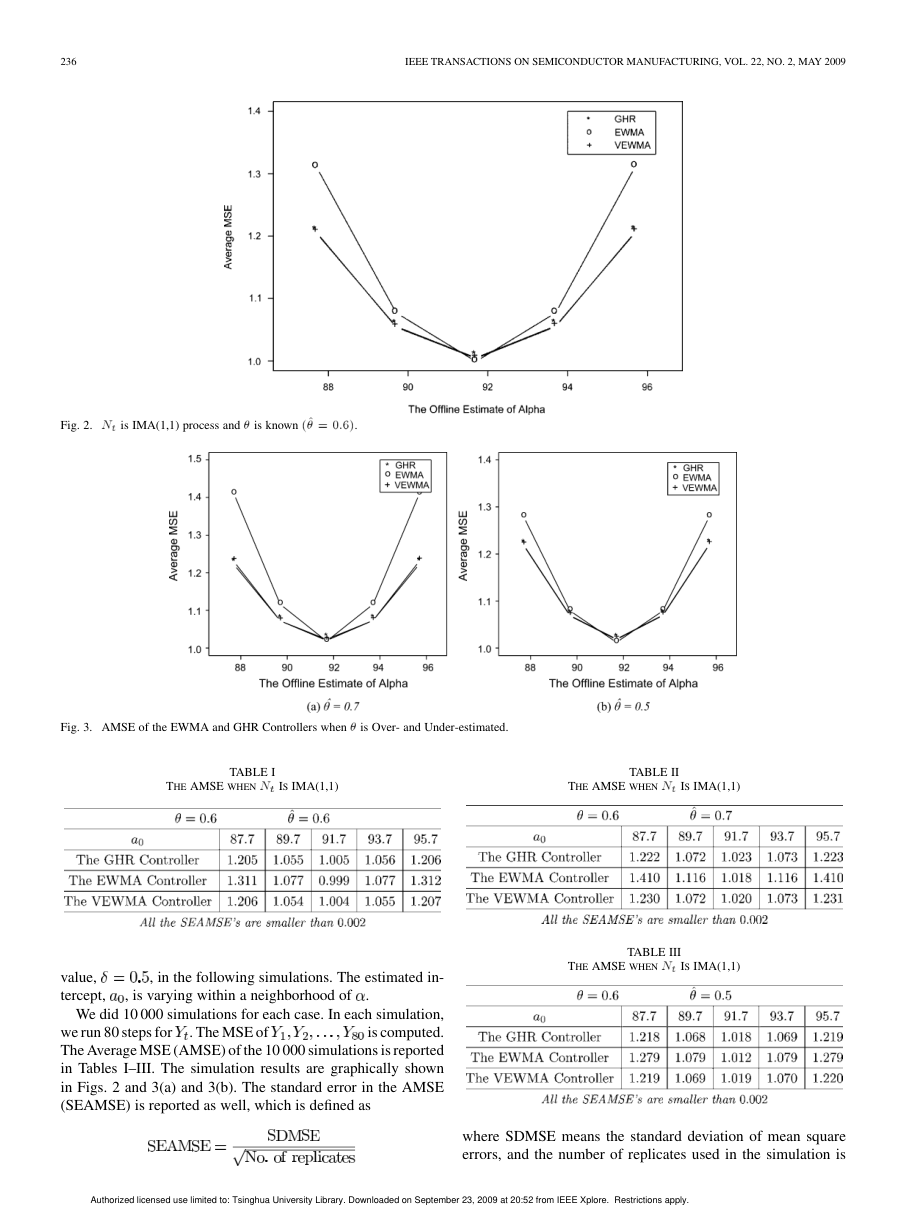 236
IEEE TRANSACTIONS ON SEMICONDUCTOR MANUFACTURING, VOL. 22, NO. 2, MAY 2009
1.4
1.3
1.2
1.1
1.0
Average MSE
* GHR
o EWMA
+ VEWMA
88 90 92 94 96
The Offline Estimate of Alpha
Fig. 2. Nₜ is IMA(1,1) process and θ is known (θ̂ = 0.6).
1.5
1.4
1.3
1.2
1.1
1.0
Average MSE
* GHR
o EWMA
+ VEWMA
88 90 92 94 96
The Offline Estimate of Alpha
(a) θ̂ = 0.7
1.4
1.3
1.2
1.1
1.0
Average MSE
* GHR
o EWMA
+ VEWMA
88 90 92 94 96
The Offline Estimate of Alpha
(b) θ̂ = 0.5
Fig. 3. AMSE of the EWMA and GHR Controllers when θ is Over- and Under-estimated.
TABLE I
THE AMSE WHEN Nₜ IS IMA(1,1)
θ = 0.6 θ̂ = 0.6
a₀ 87.7 89.7 91.7 93.7 95.7
The GHR Controller 1.205 1.055 1.005 1.056 1.206
The EWMA Controller 1.311 1.077 0.999 1.077 1.312
The VEWMA Controller 1.206 1.054 1.004 1.055 1.207
All the SEAMSE's are smaller than 0.002
value, δ = 0.5, in the following simulations. The estimated in-
tercept, a₀, is varying within a neighborhood of α.
We did 10 000 simulations for each case. In each simulation,
we run 80 steps for Yₜ. The MSE of Y₁, Y₂, . . . , Y₈₀ is computed.
The Average MSE (AMSE) of the 10 000 simulations is reported
in Tables I–III. The simulation results are graphically shown
in Figs. 2 and 3(a) and 3(b). The standard error in the AMSE
(SEAMSE) is reported as well, which is defined as
SEAMSE = SDMSE / √No. of replicates
TABLE II
THE AMSE WHEN Nₜ IS IMA(1,1)
θ = 0.6 θ̂ = 0.7
a₀ 87.7 89.7 91.7 93.7 95.7
The GHR Controller 1.222 1.072 1.023 1.073 1.223
The EWMA Controller 1.410 1.116 1.018 1.116 1.410
The VEWMA Controller 1.230 1.072 1.020 1.073 1.231
All the SEAMSE's are smaller than 0.002
TABLE III
THE AMSE WHEN Nₜ IS IMA(1,1)
θ = 0.6 θ̂ = 0.5
a₀ 87.7 89.7 91.7 93.7 95.7
The GHR Controller 1.218 1.068 1.018 1.069 1.219
The EWMA Controller 1.279 1.079 1.012 1.079 1.279
The VEWMA Controller 1.219 1.069 1.019 1.070 1.220
All the SEAMSE's are smaller than 0.002
where SDMSE means the standard deviation of mean square
errors, and the number of replicates used in the simulation is
Authorized licensed use limited to: Tsinghua University Library. Downloaded on September 23, 2009 at 20:52 from IEEE Xplore. Restrictions apply.